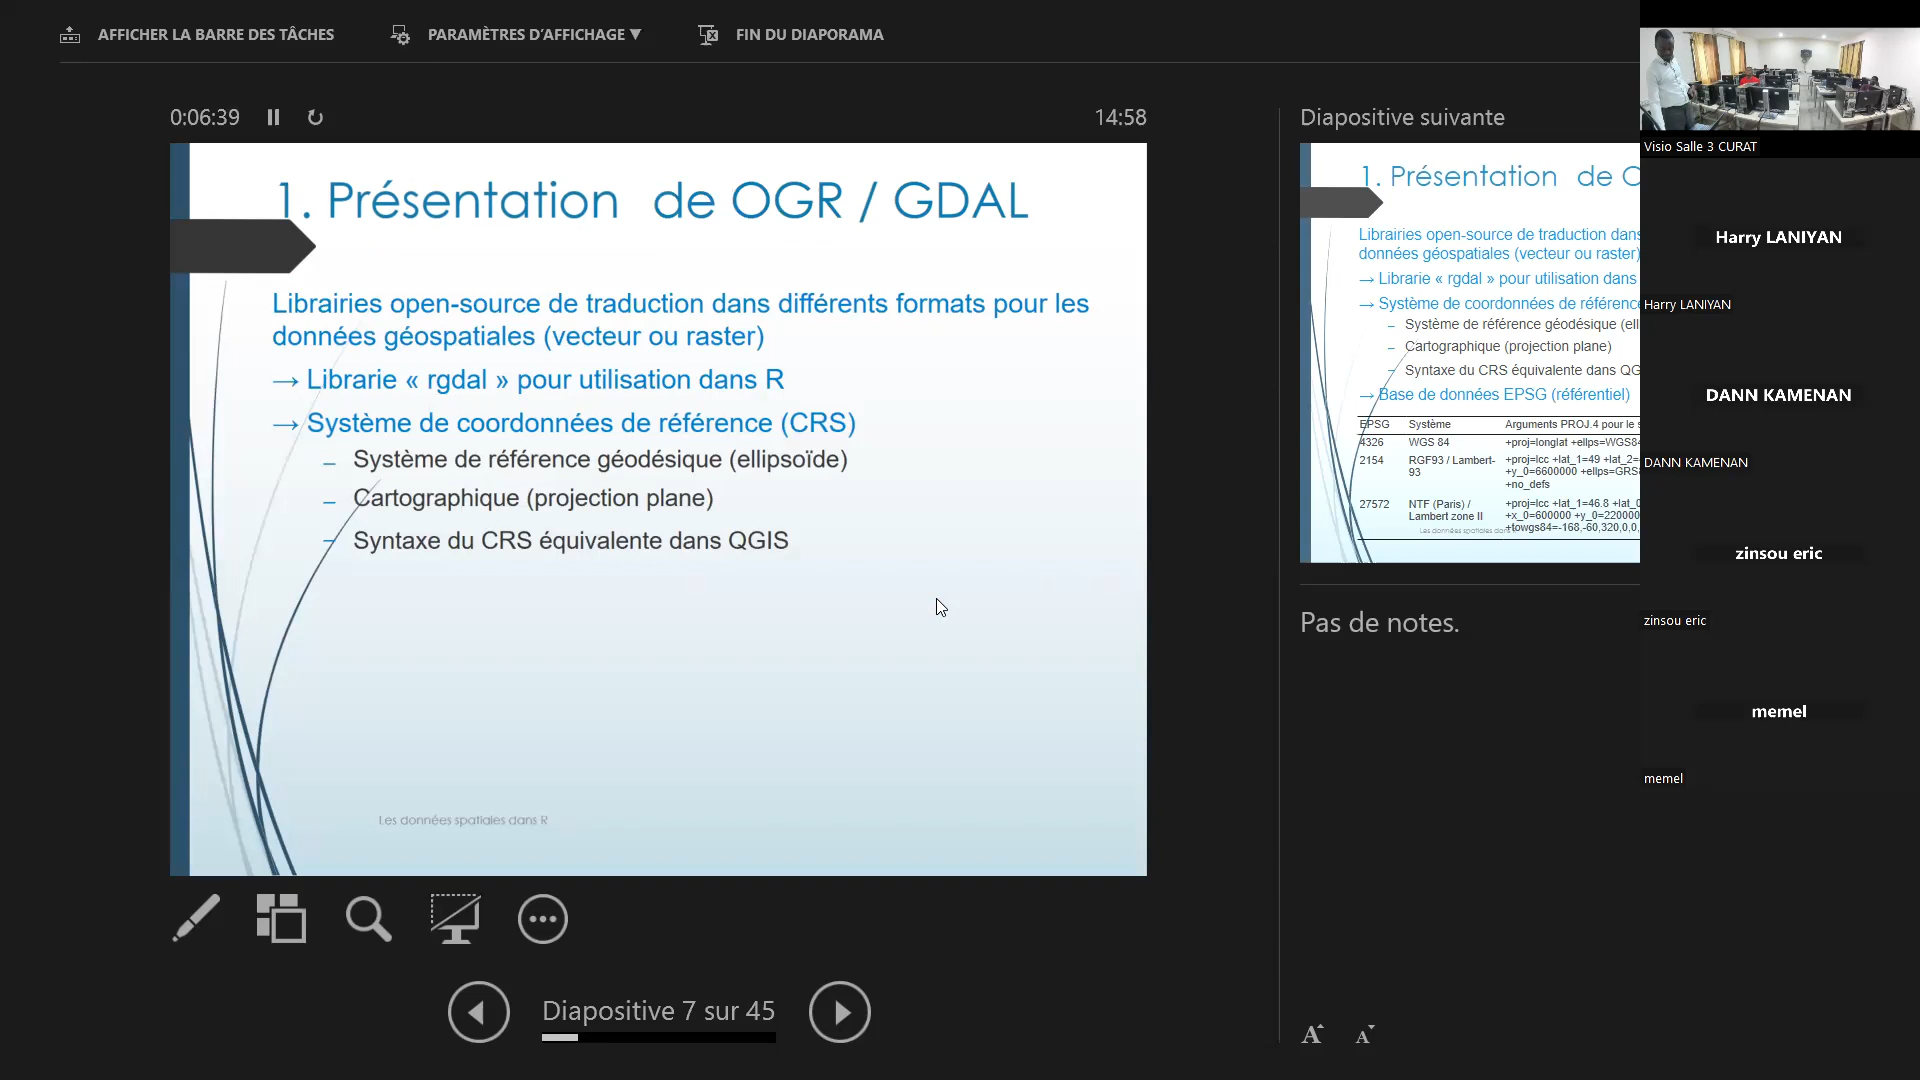 AFFICHER LA BARRE DES TÂCHES
PARAMÈTRES D'AFFICHAGE ▼
FIN DU DIAPORAMA
0:06:39
14:58
1. Présentation de OGR / GDAL
Librairies open-source de traduction dans différents formats pour les
données géospatiales (vecteur ou raster)
→ Librarie « rgdal » pour utilisation dans R
→ Système de coordonnées de référence (CRS)
– Système de référence géodésique (ellipsoïde)
– Cartographique (projection plane)
– Syntaxe du CRS équivalente dans QGIS
Les données spatiales dans R
Diapositive 7 sur 45
Diapositive suivante
1. Présentation de
Librairies open-source de traduction dans
données géospatiales (vecteur ou raster)
→ Librarie « rgdal » pour utilisation dans
→ Système de coordonnées de référence
– Système de référence géodésique (ell
– Cartographique (projection plane)
– Syntaxe du CRS équivalente dans QG
→ Base de données EPSG (référentiel)
EPSG Système Arguments PROJ.4 pour le s
4326 WGS 84 +proj=longlat +ellps=WGS84
2154 RGF93 / Lambert- +proj=lcc +lat_1=49 +lat_2=
93 +y_0=6600000 +ellps=GRS8
+no_defs
27572 NTF (Paris) / +proj=lcc +lat_1=46.8 +lat_0
Lambert zone II +x_0=600000 +y_0=220000
+towgs84=-168,-60,320,0,0,
Les données spatiales dans
Pas de notes.
A A
Visio Salle 3 CURAT
Harry LANIYAN
Harry LANIYAN
DANN KAMENAN
DANN KAMENAN
zinsou eric
zinsou eric
memel
memel